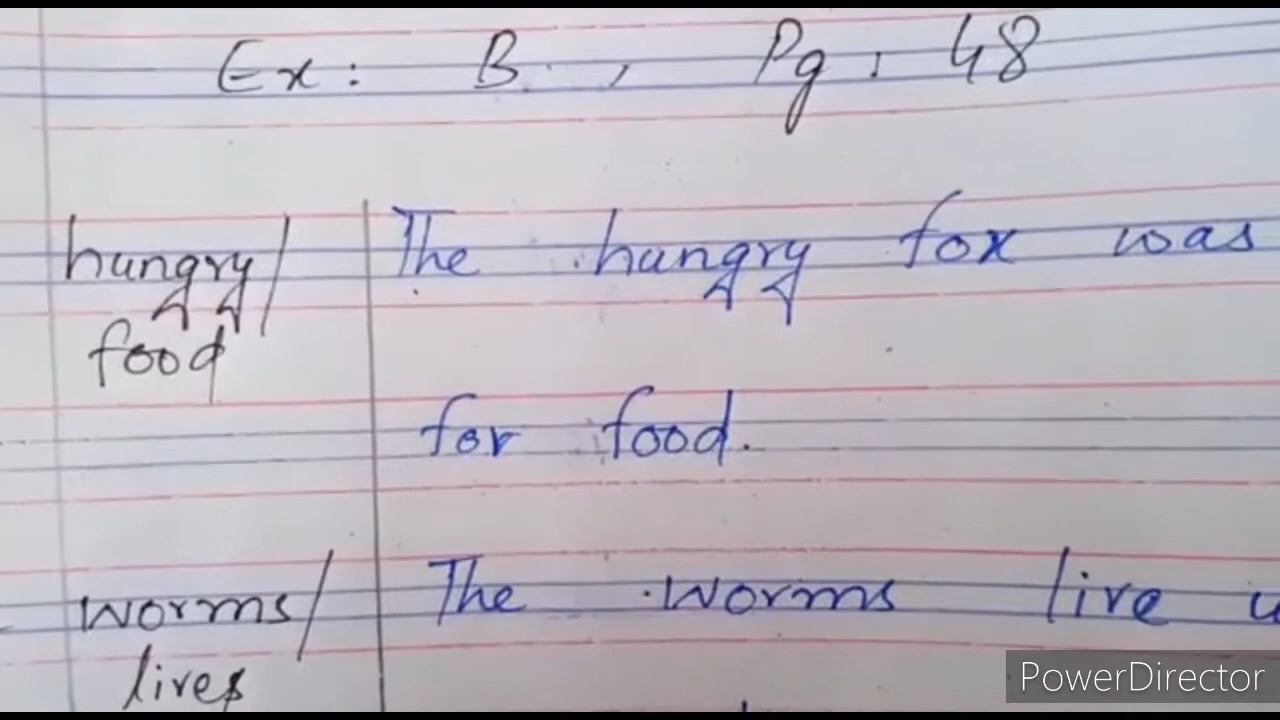 Ex: B. , Pg: 48
hungry/ The hungry fox was
food
for food.
worms/ The worms live
lives
PowerDirector